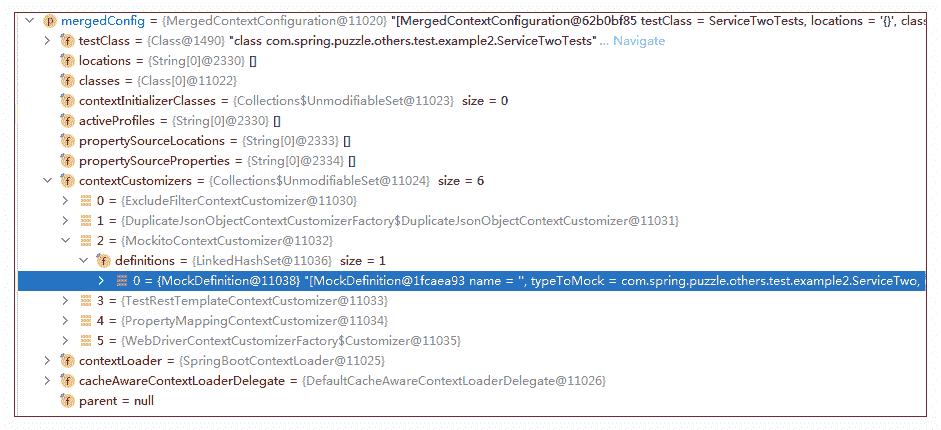 mergedConfig = {MergedContextConfiguration@11020} "[MergedContextConfiguration@62b0bf85 testClass = ServiceTwoTests, locations = '{}', clas
testClass = {Class@1490} "class com.spring.puzzle.others.test.example2.ServiceTwoTests" ... Navigate
locations = {String[0]@2330} []
classes = {Class[0]@11022}
contextInitializerClasses = {Collections$UnmodifiableSet@11023} size = 0
activeProfiles = {String[0]@2330} []
propertySourceLocations = {String[0]@2333} []
propertySourceProperties = {String[0]@2334} []
contextCustomizers = {Collections$UnmodifiableSet@11024} size = 6
0 = {ExcludeFilterContextCustomizer@11030}
1 = {DuplicateJsonObjectContextCustomizerFactory$DuplicateJsonObjectContextCustomizer@11031}
2 = {MockitoContextCustomizer@11032}
definitions = {LinkedHashSet@11036} size = 1
0 = {MockDefinition@11038} "[MockDefinition@1fcaea93 name = '', typeToMock = com.spring.puzzle.others.test.example2.ServiceTwo,
3 = {TestRestTemplateContextCustomizer@11033}
4 = {PropertyMappingContextCustomizer@11034}
5 = {WebDriverContextCustomizerFactory$Customizer@11035}
contextLoader = {SpringBootContextLoader@11025}
cacheAwareContextLoaderDelegate = {DefaultCacheAwareContextLoaderDelegate@11026}
parent = null